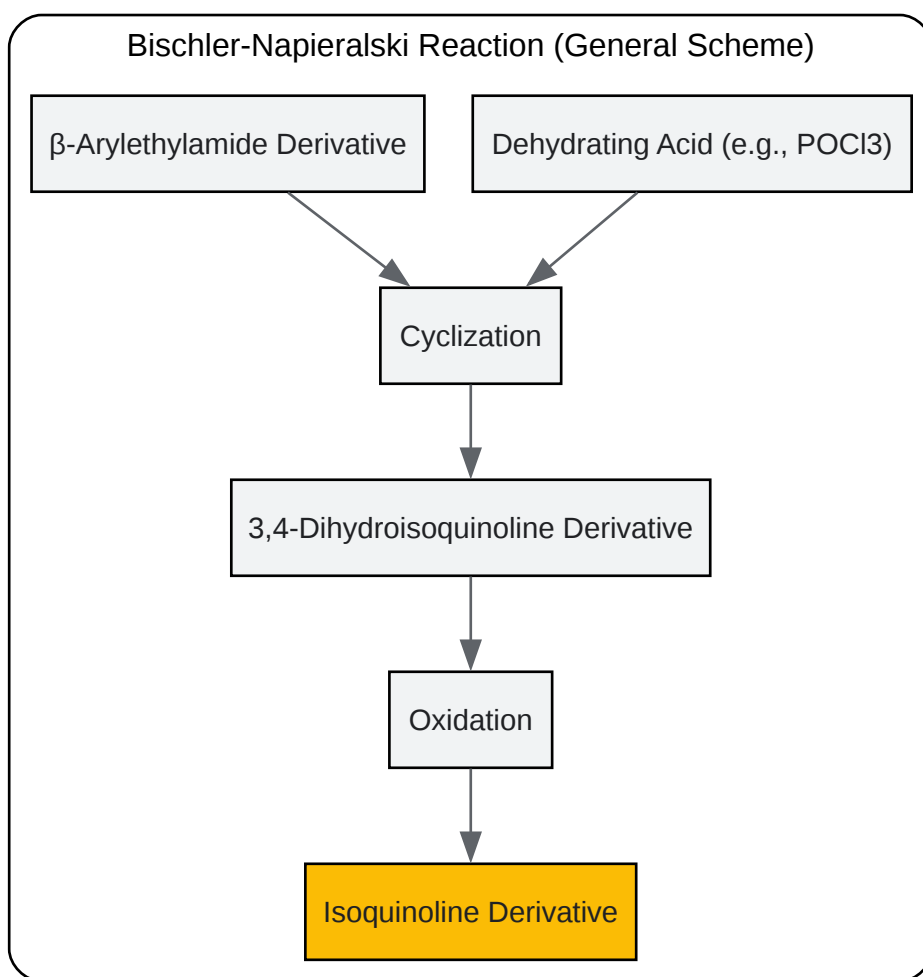 Bischler-Napieralski Reaction (General Scheme)
β-Arylethylamide Derivative
Dehydrating Acid (e.g., POCl3)
Cyclization
3,4-Dihydroisoquinoline Derivative
Oxidation
Isoquinoline Derivative